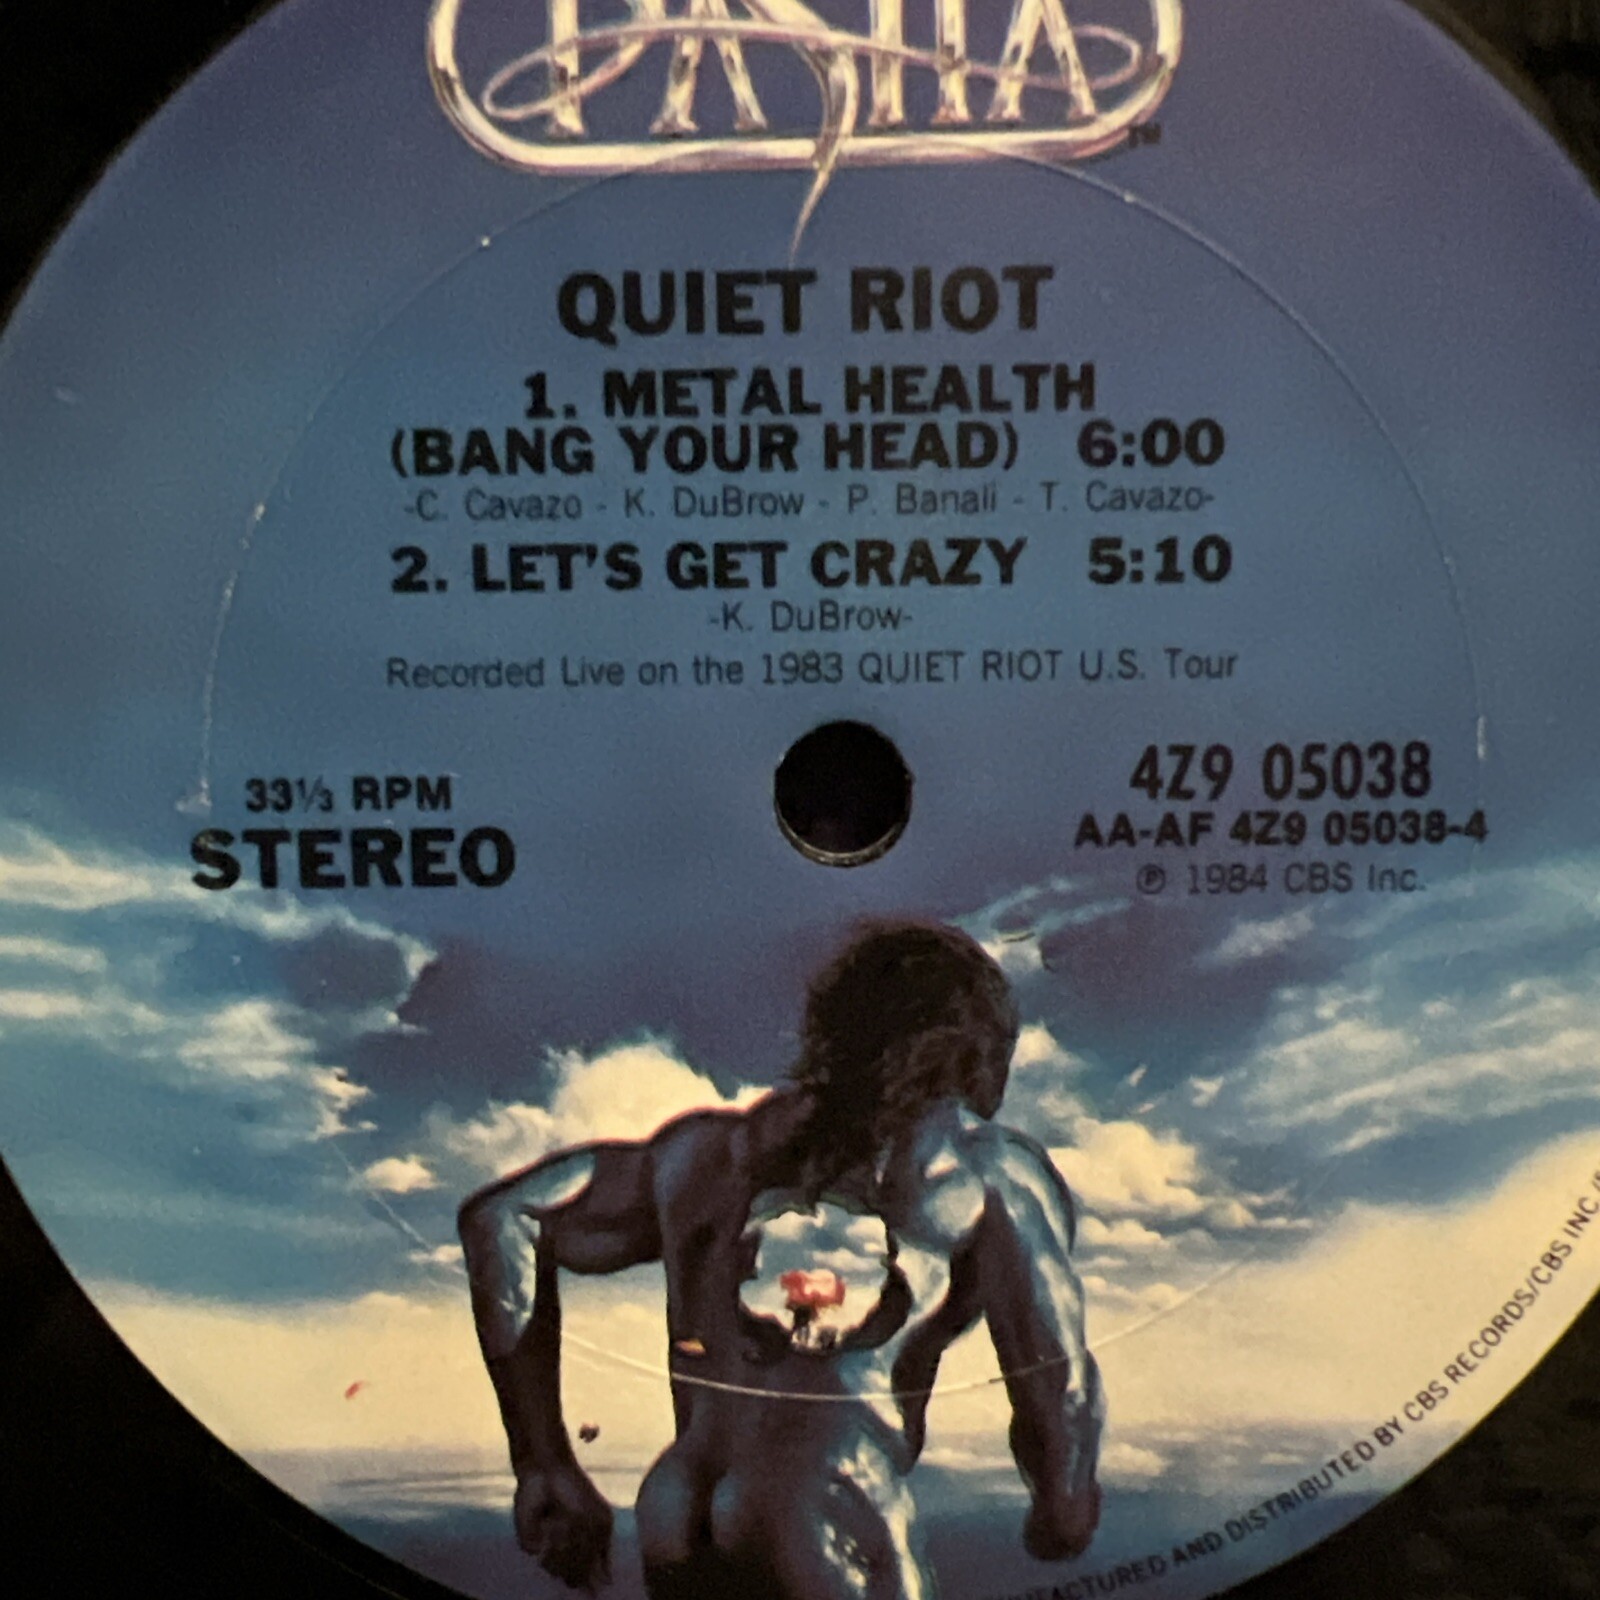 PASHA
TM
QUIET RIOT
1. METAL HEALTH
(BANG YOUR HEAD) 6:00
-C. Cavazo - K. DuBrow - P. Banali - T. Cavazo-
2. LET'S GET CRAZY 5:10
-K. DuBrow-
Recorded Live on the 1983 QUIET RIOT U.S. Tour
33⅓ RPM
STEREO
4Z9 05038
AA-AF 4Z9 05038-4
℗ 1984 CBS Inc.
AND DISTRIBUTED BY CBS RECORDS/CBS INC./